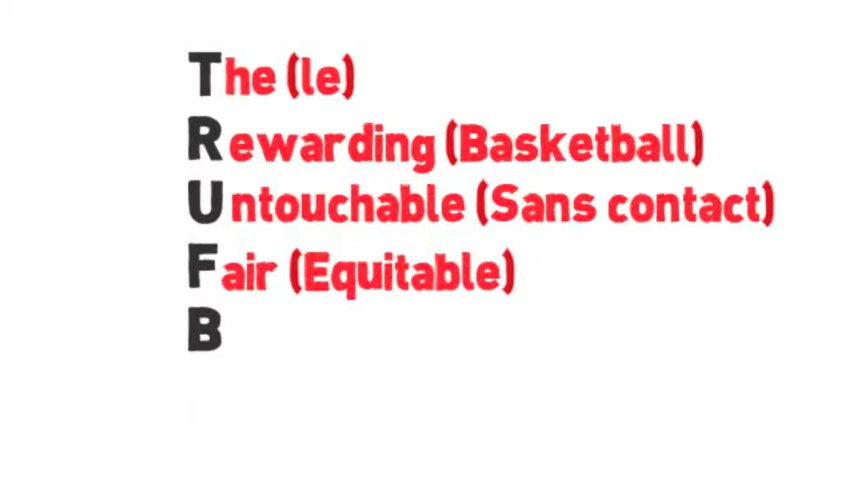 The (le)
Rewarding (Basketball)
Untouchable (Sans contact)
Fair (Equitable)
B